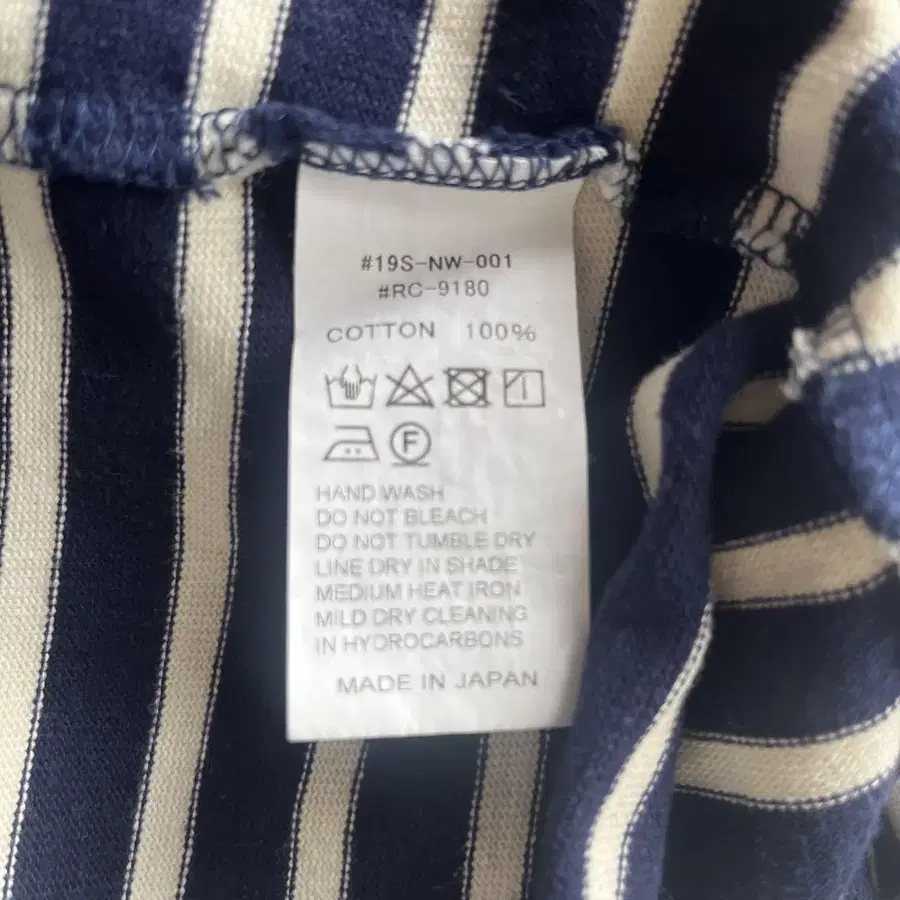 #19S-NW-001
#RC-9180
COTTON 100%
F
HAND WASH
DO NOT BLEACH
DO NOT TUMBLE DRY
LINE DRY IN SHADE
MEDIUM HEAT IRON
MILD DRY CLEANING
IN HYDROCARBONS
MADE IN JAPAN